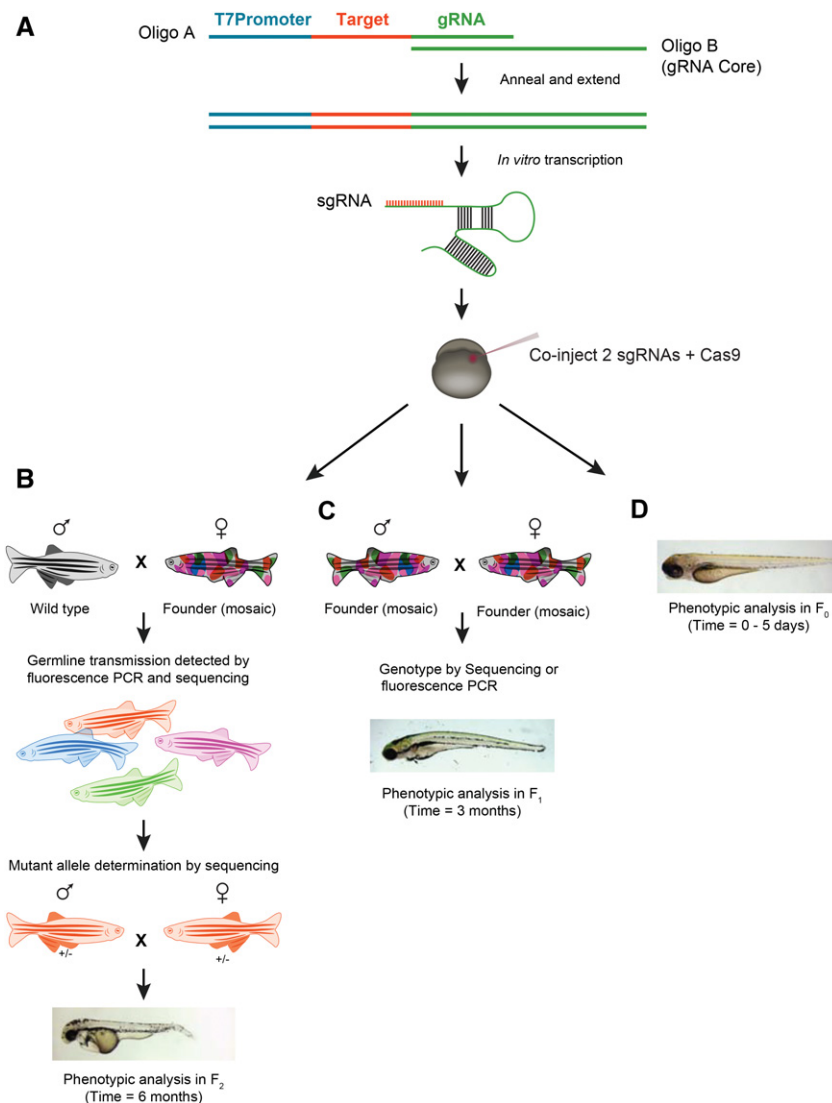 A
T7Promoter Target gRNA
Oligo A
Oligo B
(gRNA Core)
Anneal and extend
In vitro transcription
sgRNA
Co-inject 2 sgRNAs + Cas9
B
♂ ♀
X
Wild type
Founder (mosaic)
Germline transmission detected by
fluorescence PCR and sequencing
Mutant allele determination by sequencing
♂ ♀
X
+/- +/-
Phenotypic analysis in F2
(Time = 6 months)
C
♂ ♀
X
Founder (mosaic)
Founder (mosaic)
Genotype by Sequencing or
fluorescence PCR
Phenotypic analysis in F1
(Time = 3 months)
D
Phenotypic analysis in F0
(Time = 0 - 5 days)